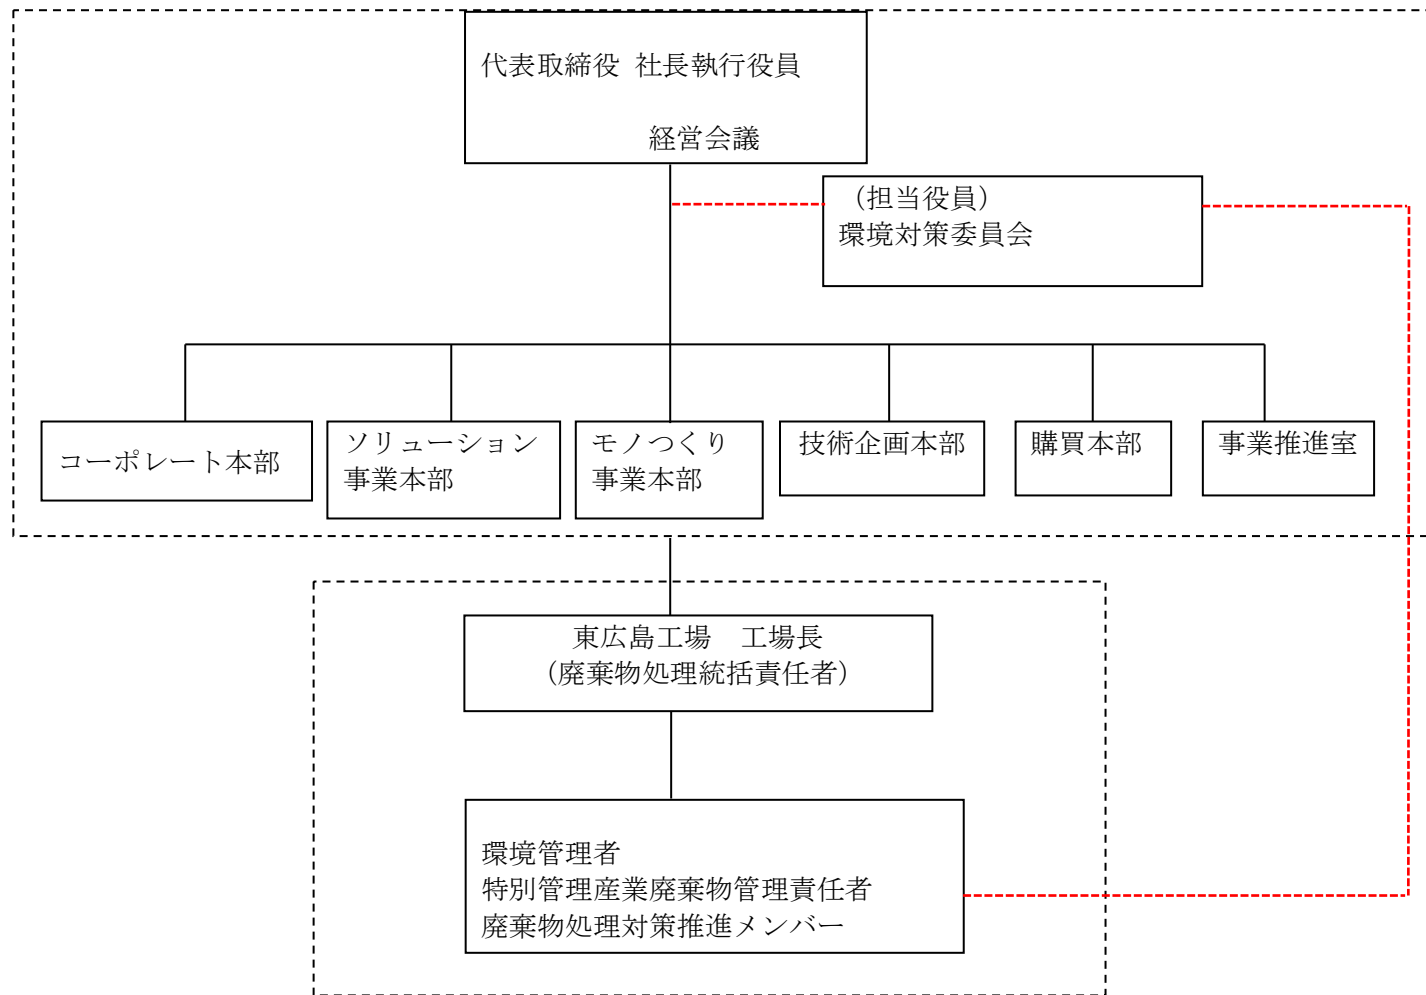 代表取締役 社長執行役員
経営会議
（担当役員）
環境対策委員会
コーポレート本部
ソリューション
事業本部
モノつくり
事業本部
技術企画本部
購買本部
事業推進室
東広島工場　工場長
（廃棄物処理統括責任者）
環境管理者
特別管理産業廃棄物管理責任者
廃棄物処理対策推進メンバー